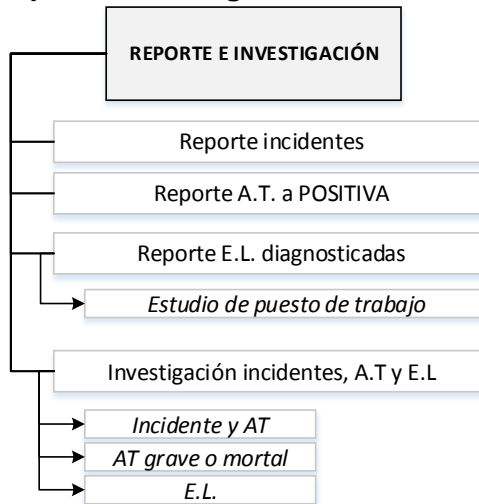 REPORTE E INVESTIGACIÓN
Reporte incidentes
Reporte A.T. a POSITIVA
Reporte E.L. diagnosticadas
Estudio de puesto de trabajo
Investigación incidentes, A.T y E.L
Incidente y AT
AT grave o mortal
E.L.